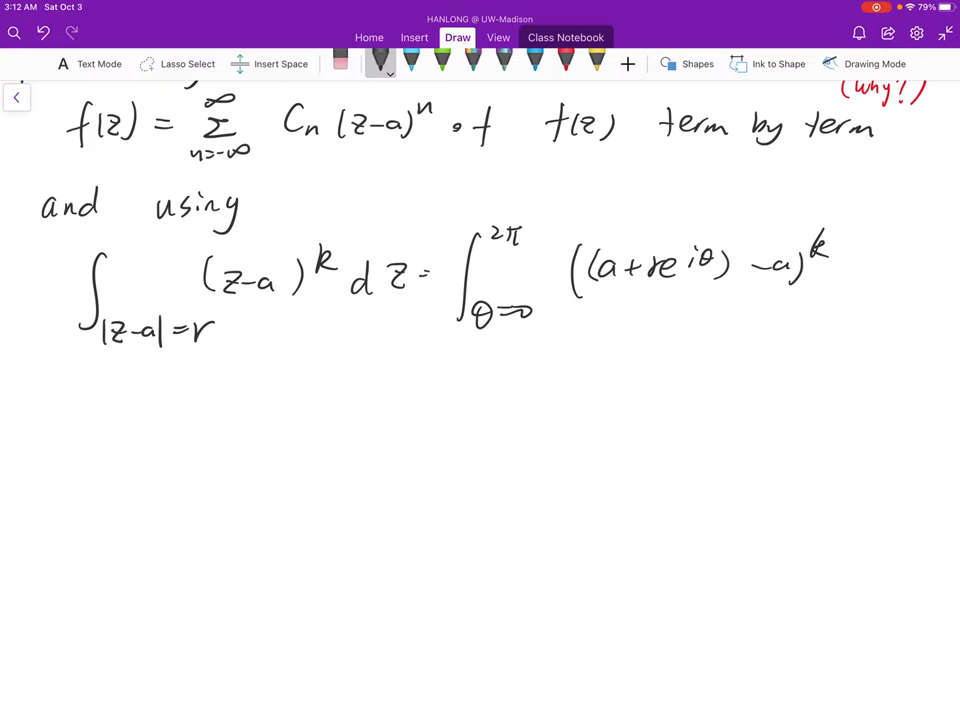 3:12 AM Sat Oct 3
79%
HANLONG @ UW-Madison
Home Insert Draw View Class Notebook
Text Mode Lasso Select Insert Space Shapes Ink to Shape Drawing Mode
(Why?)
f(z) = ∑_{n=-∞}^{∞} C_n (z-a)^n of f(z) term by term
and using
∫_{|z-a|=r} (z-a)^k dz = ∫_{θ=0}^{2π} ((a+re^{iθ}) -a)^k